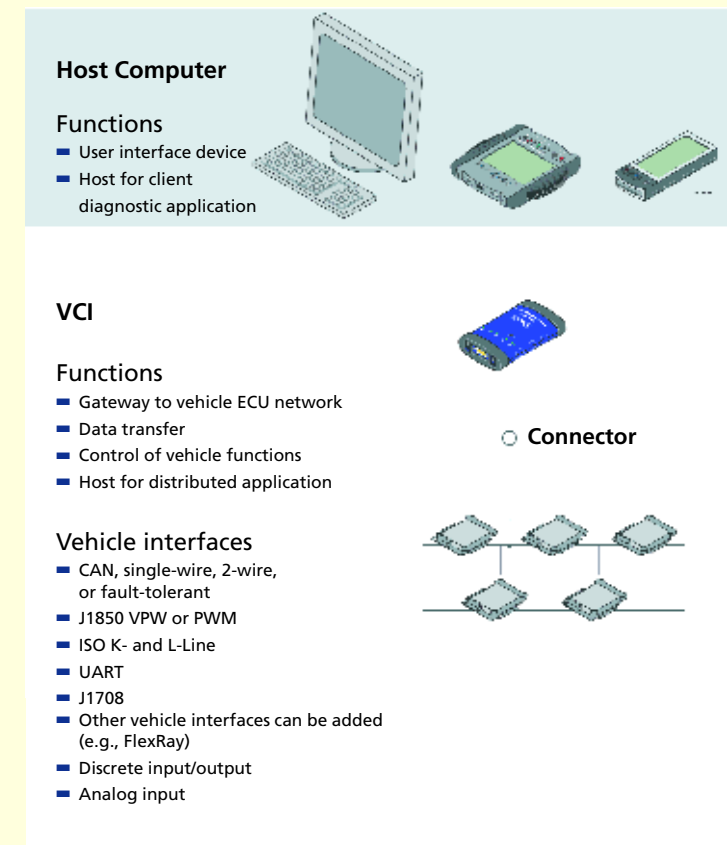 Host Computer
Functions
User interface device
Host for client
diagnostic application
...
VCI
Functions
Gateway to vehicle ECU network
Data transfer
Control of vehicle functions
Host for distributed application
Connector
Vehicle interfaces
CAN, single-wire, 2-wire,
or fault-tolerant
J1850 VPW or PWM
ISO K- and L-Line
UART
J1708
Other vehicle interfaces can be added
(e.g., FlexRay)
Discrete input/output
Analog input